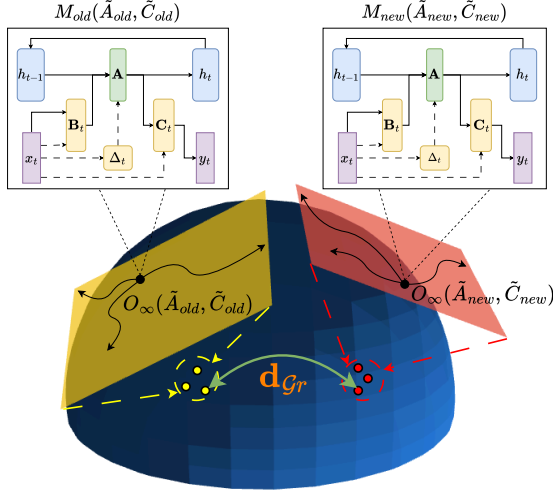 M_{old}(Ã_{old}, C̃_{old})
M_{new}(Ã_{new}, C̃_{new})
h_{t-1} A h_t
B_t C_t
x_t Δ_t y_t
h_{t-1} A h_t
B_t C_t
x_t Δ_t y_t
O_∞(Ã_{old}, C̃_{old})
O_∞(Ã_{new}, C̃_{new})
d_{𝒢r}